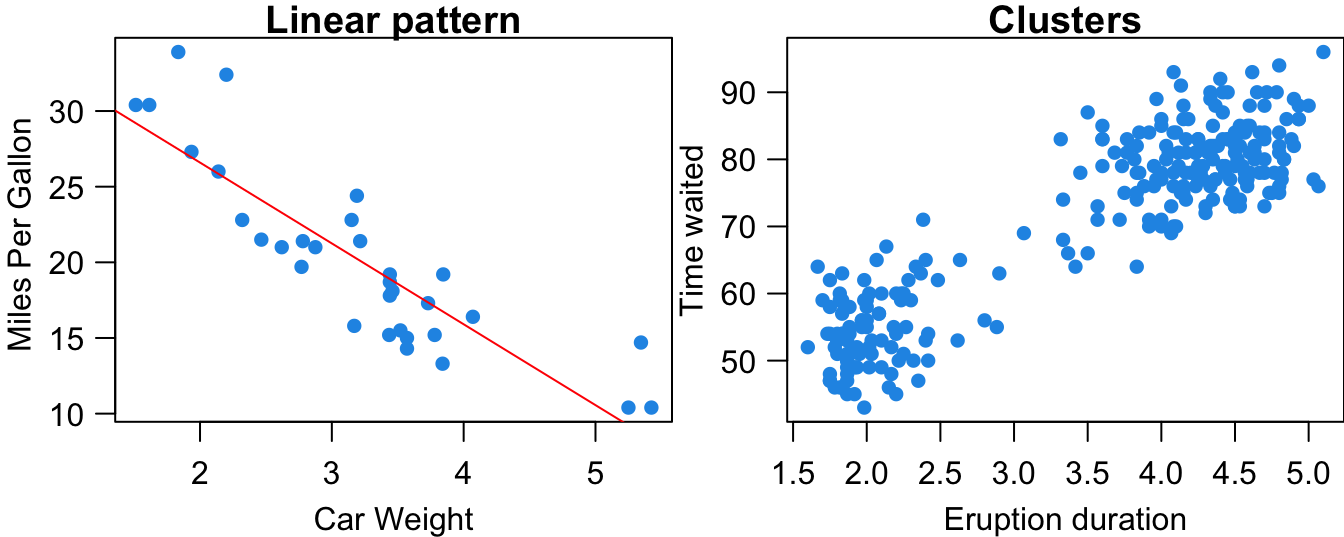 Linear pattern
Miles Per Gallon
30
25
20
15
10
2 3 4 5
Car Weight
Clusters
Time waited
90
80
70
60
50
1.5 2.0 2.5 3.0 3.5 4.0 4.5 5.0
Eruption duration